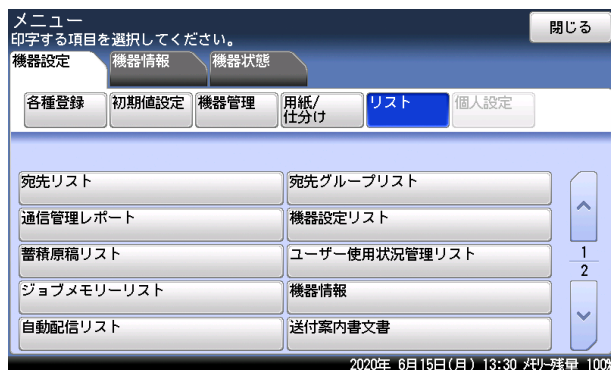 メニュー
印字する項目を選択してください。
閉じる
機器設定
機器情報
機器状態
各種登録
初期値設定
機器管理
用紙/
仕分け
リスト
個人設定
宛先リスト
宛先グループリスト
通信管理レポート
機器設定リスト
蓄積原稿リスト
ユーザー使用状況管理リスト
1
2
ジョブメモリーリスト
機器情報
自動配信リスト
送付案内書文書
2020年 6月15日(月) 13:30 メモリー残量 100%